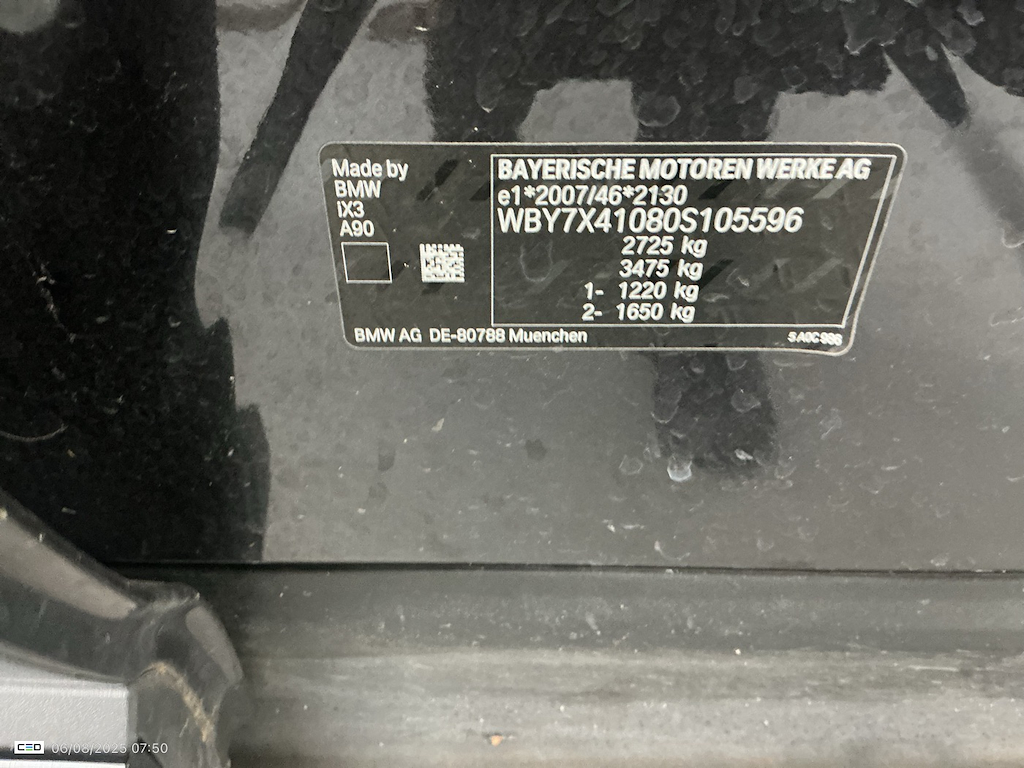 Made by
BMW
IX3
A90
BAYERISCHE MOTOREN WERKE AG
e1*2007/46*2130
WBY7X41080S105596
2725 kg
3475 kg
1- 1220 kg
2- 1650 kg
BMW AG DE-80788 Muenchen
CEO 06/08/2025 07:50